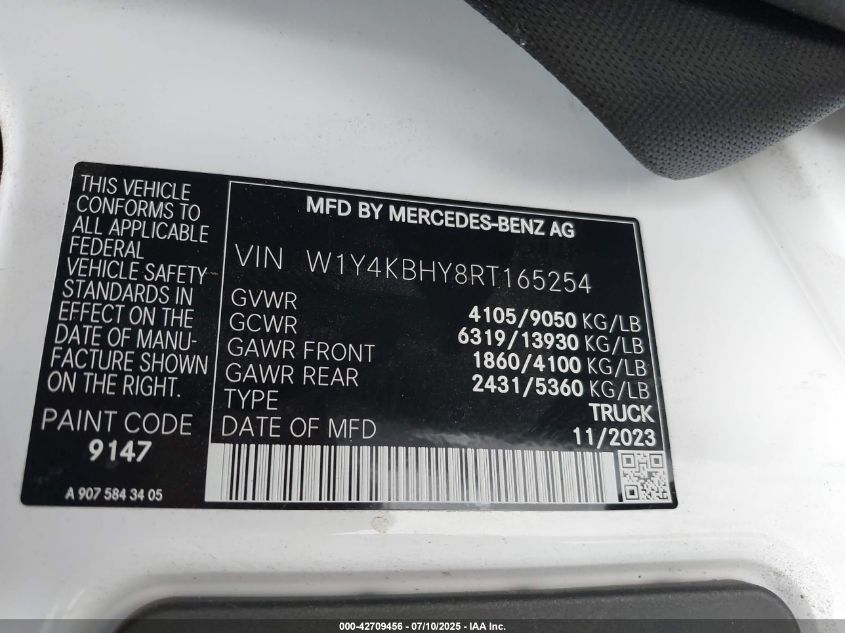 THIS VEHICLE
CONFORMS TO
ALL APPLICABLE
FEDERAL
VEHICLE SAFETY
STANDARDS IN
EFFECT ON THE
DATE OF MANU-
FACTURE SHOWN
ON THE RIGHT.
PAINT CODE
9147
A 907 584 34 05
MFD BY MERCEDES-BENZ AG
VIN W1Y4KBHY8RT165254
GVWR 4105/9050 KG/LB
GCWR 6319/13930 KG/LB
GAWR FRONT 1860/4100 KG/LB
GAWR REAR 2431/5360 KG/LB
TYPE TRUCK
DATE OF MFD 11/2023
000-42709456 - 07/10/2025 - IAA Inc.